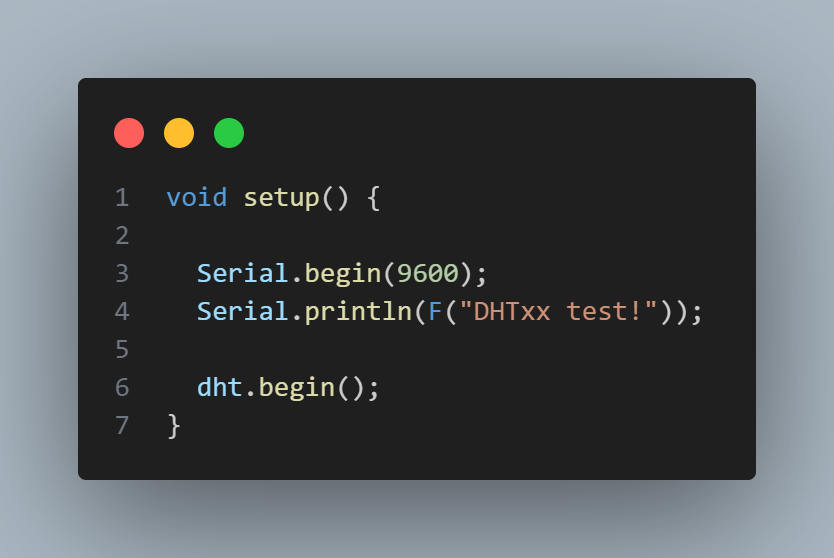 1 void setup() {
2
3   Serial.begin(9600);
4   Serial.println(F("DHTxx test!"));
5
6   dht.begin();
7 }